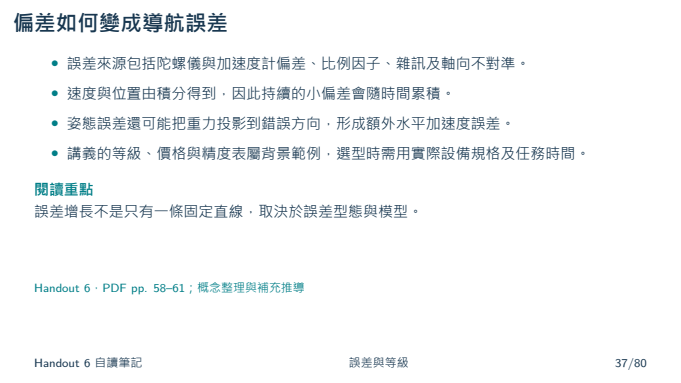 偏差如何變成導航誤差
• 誤差來源包括陀螺儀與加速度計偏差、比例因子、雜訊及軸向不對準。
• 速度與位置由積分得到，因此持續的小偏差會隨時間累積。
• 姿態誤差還可能把重力投影到錯誤方向，形成額外水平加速度誤差。
• 講義的等級、價格與精度表屬背景範例，選型時需用實際設備規格及任務時間。
閱讀重點
誤差增長不是只有一條固定直線，取決於誤差型態與模型。
Handout 6 · PDF pp. 58–61；概念整理與補充推導
Handout 6 自讀筆記
誤差與等級
37/80